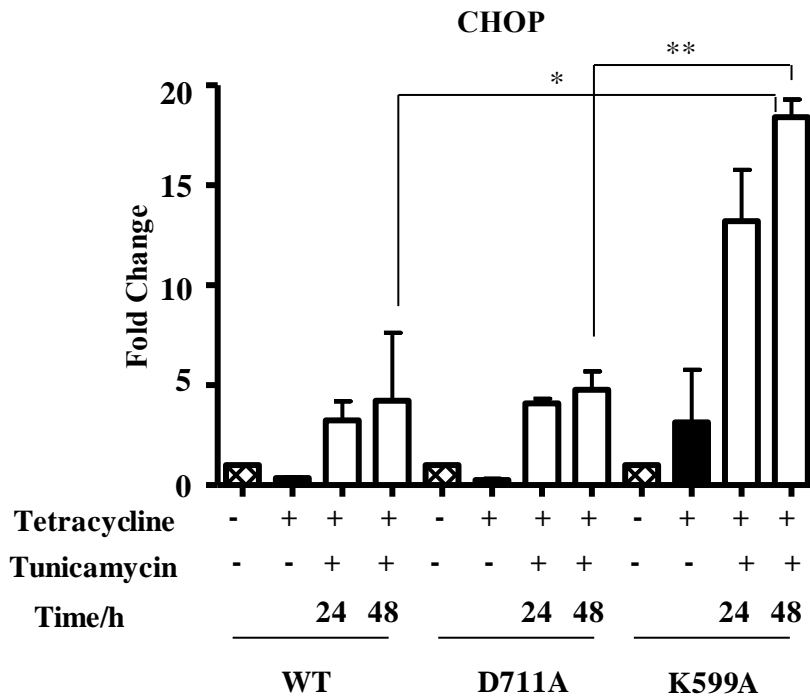 CHOP
**
*
20
15
10
5
0
Fold Change
Tetracycline - + + + - + + + - + + +
Tunicamycin - - + + - - + + - - + +
Time/h 24 48 24 48 24 48
WT D711A K599A